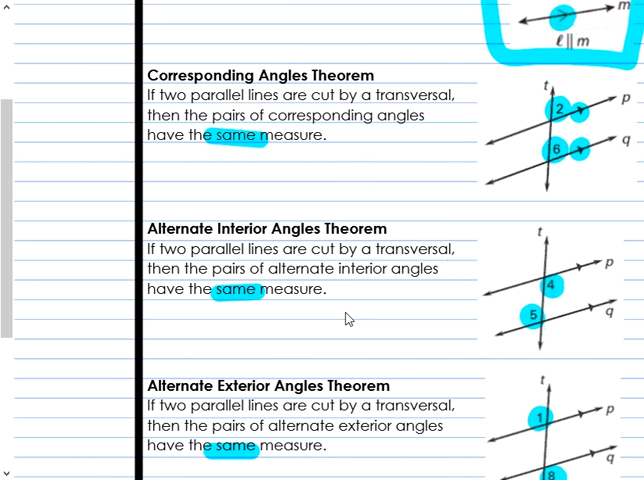 m
ℓ || m
Corresponding Angles Theorem
If two parallel lines are cut by a transversal,
then the pairs of corresponding angles
have the same measure.
t
2
p
6
q
Alternate Interior Angles Theorem
If two parallel lines are cut by a transversal,
then the pairs of alternate interior angles
have the same measure.
t
p
4
5
q
Alternate Exterior Angles Theorem
If two parallel lines are cut by a transversal,
then the pairs of alternate exterior angles
have the same measure.
t
1
p
q
8